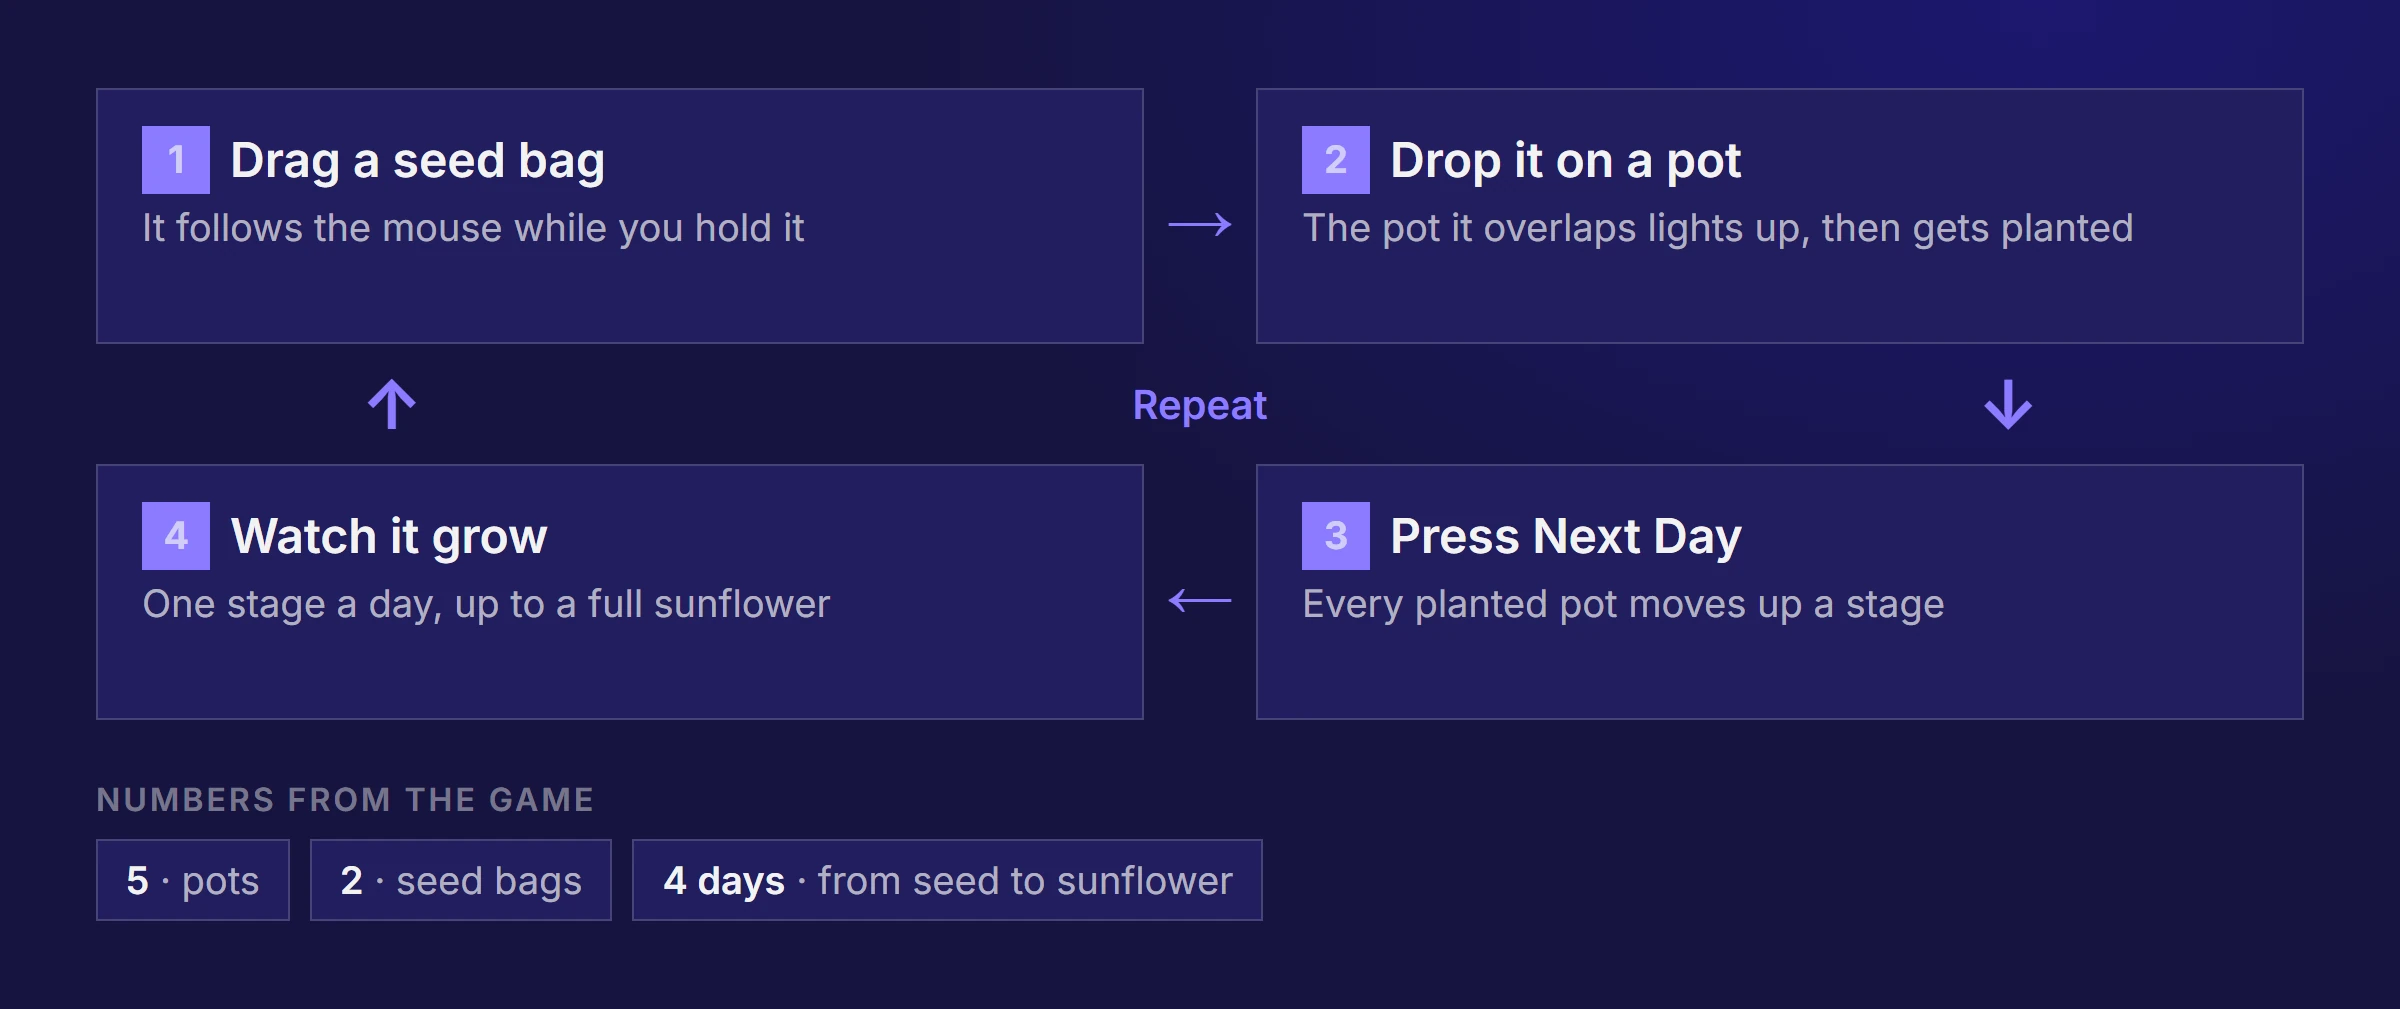 1 Drag a seed bag
It follows the mouse while you hold it
→
2 Drop it on a pot
The pot it overlaps lights up, then gets planted
↑
Repeat
↓
4 Watch it grow
One stage a day, up to a full sunflower
←
3 Press Next Day
Every planted pot moves up a stage
NUMBERS FROM THE GAME
5 · pots
2 · seed bags
4 days · from seed to sunflower